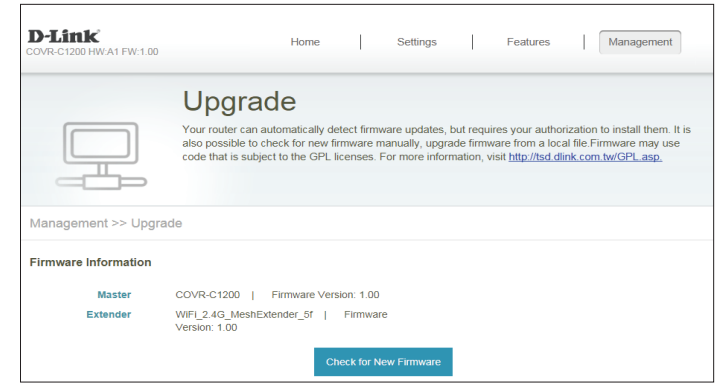 D-Link
COVR-C1200 HW:A1 FW:1.00
Home | Settings | Features | Management
Upgrade
Your router can automatically detect firmware updates, but requires your authorization to install them. It is
also possible to check for new firmware manually, upgrade firmware from a local file.Firmware may use
code that is subject to the GPL licenses. For more information, visit http://tsd.dlink.com.tw/GPL.asp.
Management >> Upgrade
Firmware Information
Master COVR-C1200 | Firmware Version: 1.00
Extender WiFi_2.4G_MeshExtender_5f | Firmware
Version: 1.00
Check for New Firmware